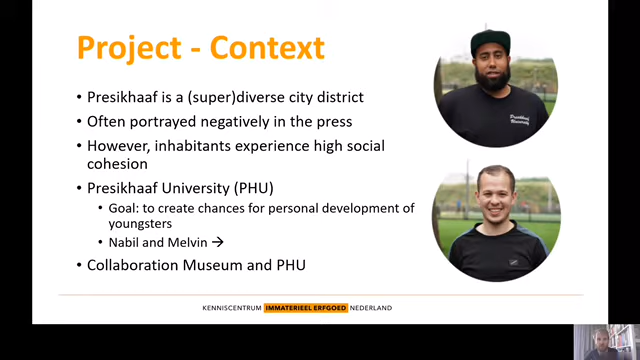 Project - Context
• Presikhaaf is a (super)diverse city district
• Often portrayed negatively in the press
• However, inhabitants experience high social
cohesion
• Presikhaaf University (PHU)
• Goal: to create chances for personal development of
youngsters
• Nabil and Melvin →
• Collaboration Museum and PHU
Presikhaaf
University
KENNISCENTRUM IMMATERIEEL ERFGOED NEDERLAND